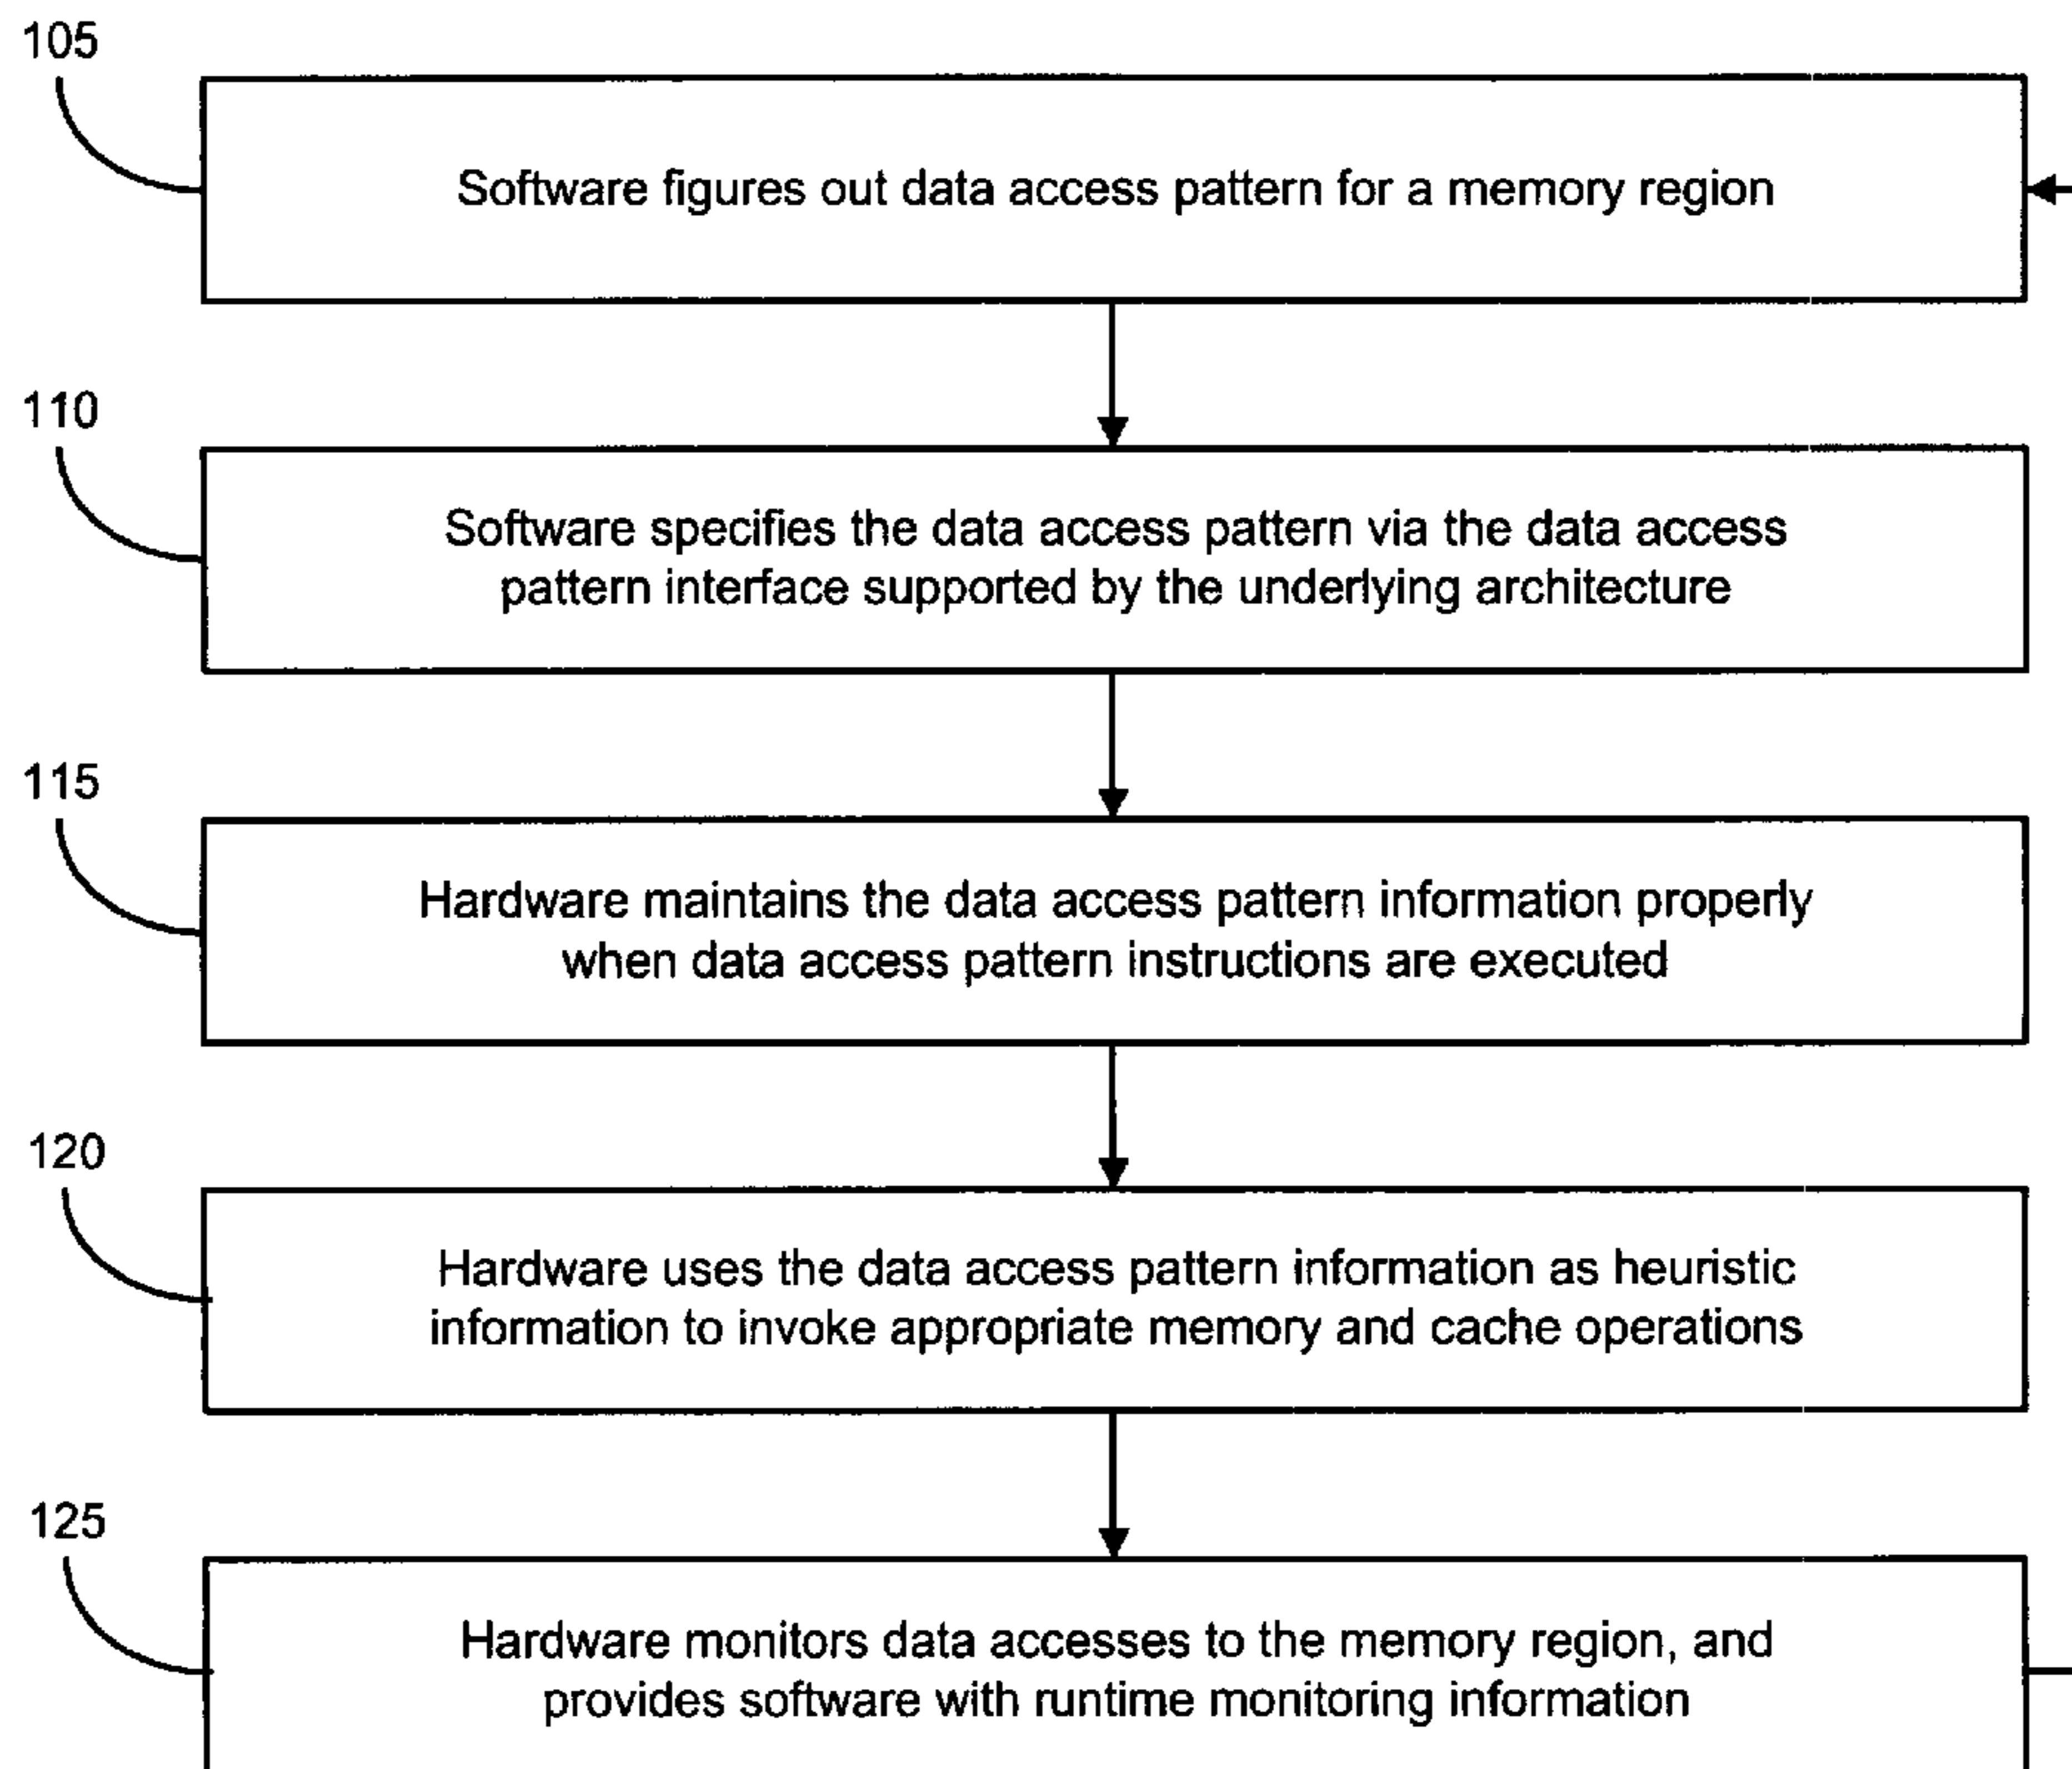 105
Software figures out data access pattern for a memory region
110
Software specifies the data access pattern via the data access
pattern interface supported by the underlying architecture
115
Hardware maintains the data access pattern information properly
when data access pattern instructions are executed
120
Hardware uses the data access pattern information as heuristic
information to invoke appropriate memory and cache operations
125
Hardware monitors data accesses to the memory region, and
provides software with runtime monitoring information